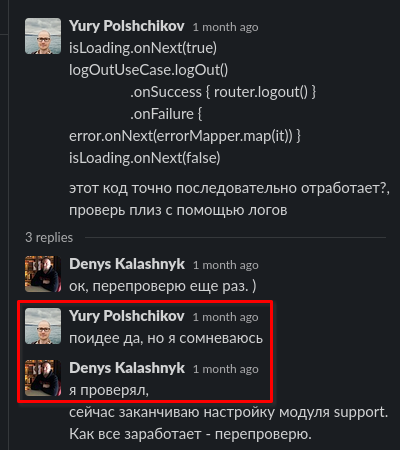 Yury Polshchikov 1 month ago
isLoading.onNext(true)
logOutUseCase.logOut()
.onSuccess { router.logout() }
.onFailure {
error.onNext(errorMapper.map(it)) }
isLoading.onNext(false)
этот код точно последовательно отработает?,
проверь плиз с помощью логов
3 replies
Denys Kalashnyk 1 month ago
ок, перепроверю еще раз. )
Yury Polshchikov 1 month ago
поидее да, но я сомневаюсь
Denys Kalashnyk 1 month ago
я проверял,
сейчас заканчиваю настройку модуля support.
Как все заработает - перепроверю.